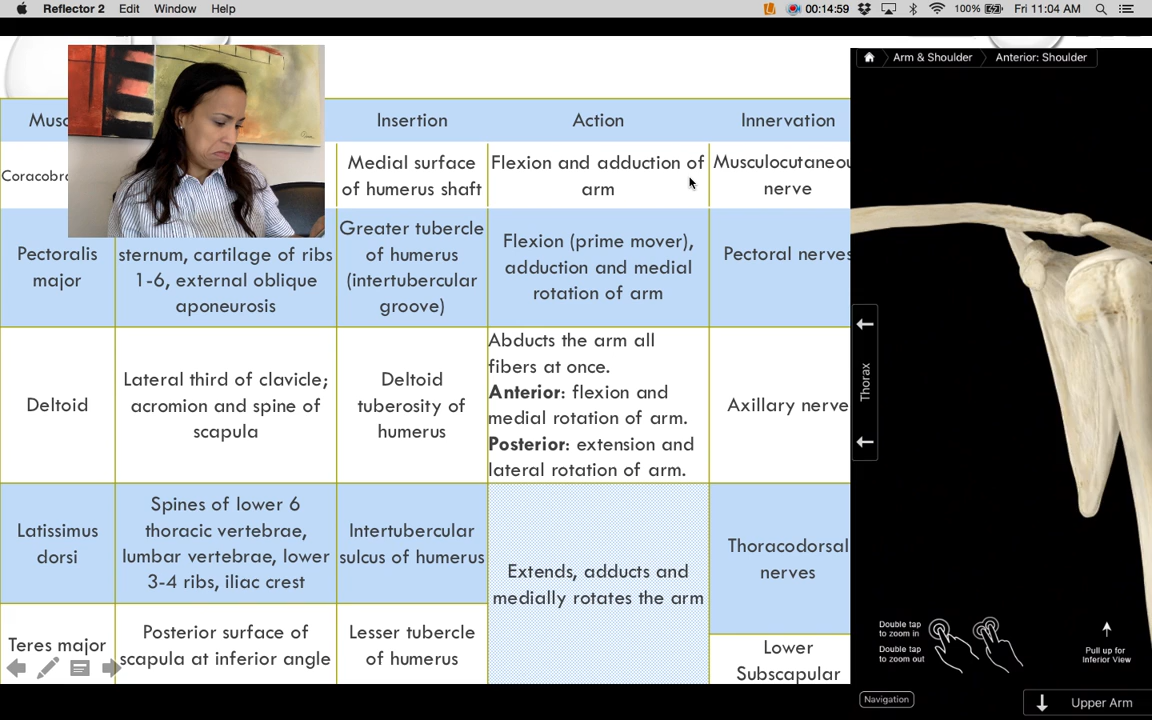 Reflector 2 Edit Window Help 00:14:59 100% Fri 11:04 AM
Arm & Shoulder Anterior: Shoulder
Insertion Action Innervation
Medial surface
of humerus shaft
Flexion and adduction of
arm
nerve
Pectoralis
major
sternum, cartilage of ribs
1-6, external oblique
aponeurosis
Greater tubercle
of humerus
(intertubercular
groove)
Flexion (prime mover),
adduction and medial
rotation of arm
Pectoral nerves
Deltoid
Lateral third of clavicle;
acromion and spine of
scapula
Deltoid
tuberosity of
humerus
Abducts the arm all
fibers at once.
Anterior: flexion and
medial rotation of arm.
Posterior: extension and
lateral rotation of arm.
Axillary nerve
Latissimus
dorsi
Spines of lower 6
thoracic vertebrae,
lumbar vertebrae, lower
3-4 ribs, iliac crest
Intertubercular
sulcus of humerus
Extends, adducts and
medially rotates the arm
Thoracodorsal
nerves
Teres major
Posterior surface of
scapula at inferior angle
Lesser tubercle
of humerus
Lower
Subscapular
Thorax
Double tap
to zoom in
Double tap
to zoom out
Pull up for
Inferior View
Navigation
Upper Arm